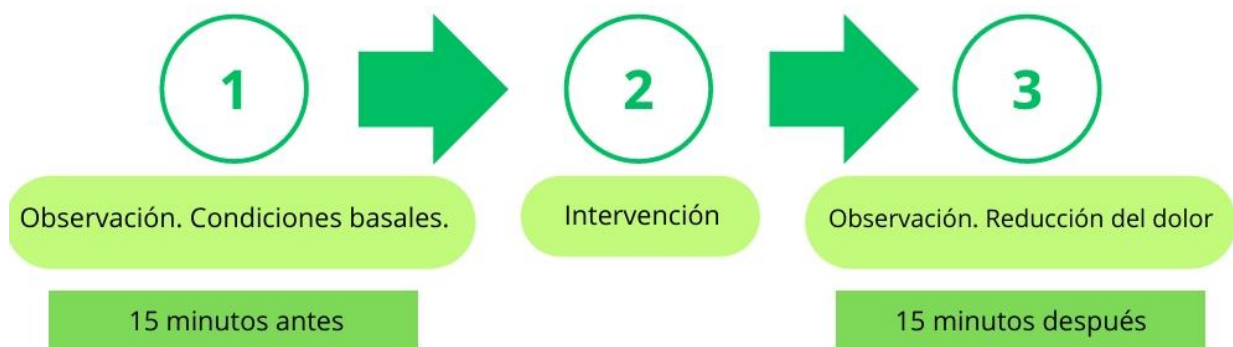 1
2
3
Observación. Condiciones basales.
Intervención
Observación. Reducción del dolor
15 minutos antes
15 minutos después